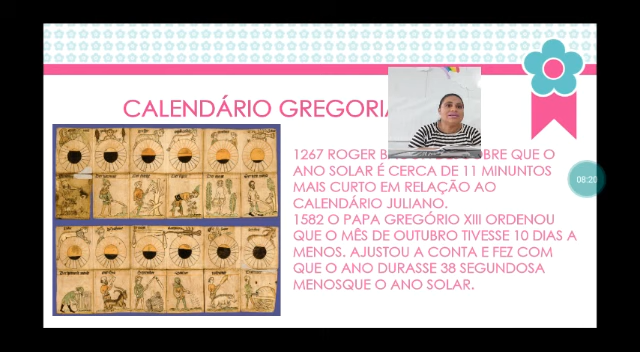 CALENDÁRIO GREGORIA
1267 ROGER B OBRE QUE O
ANO SOLAR É CERCA DE 11 MINUNTOS
MAIS CURTO EM RELAÇÃO AO
CALENDÁRIO JULIANO.
1582 O PAPA GREGÓRIO XIII ORDENOU
QUE O MÊS DE OUTUBRO TIVESSE 10 DIAS A
MENOS. AJUSTOU A CONTA E FEZ COM
QUE O ANO DURASSE 38 SEGUNDOSA
MENOSQUE O ANO SOLAR.
08:20